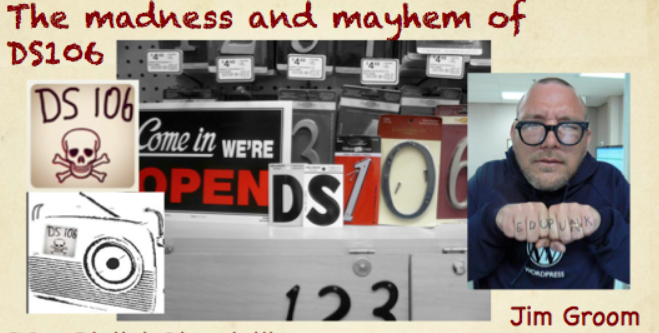 The madness and mayhem of
DS106
DS 106
Come in WE'RE
OPEN
DS106
DS 106
123
EDUPUNK
WORDPRESS
Jim Groom